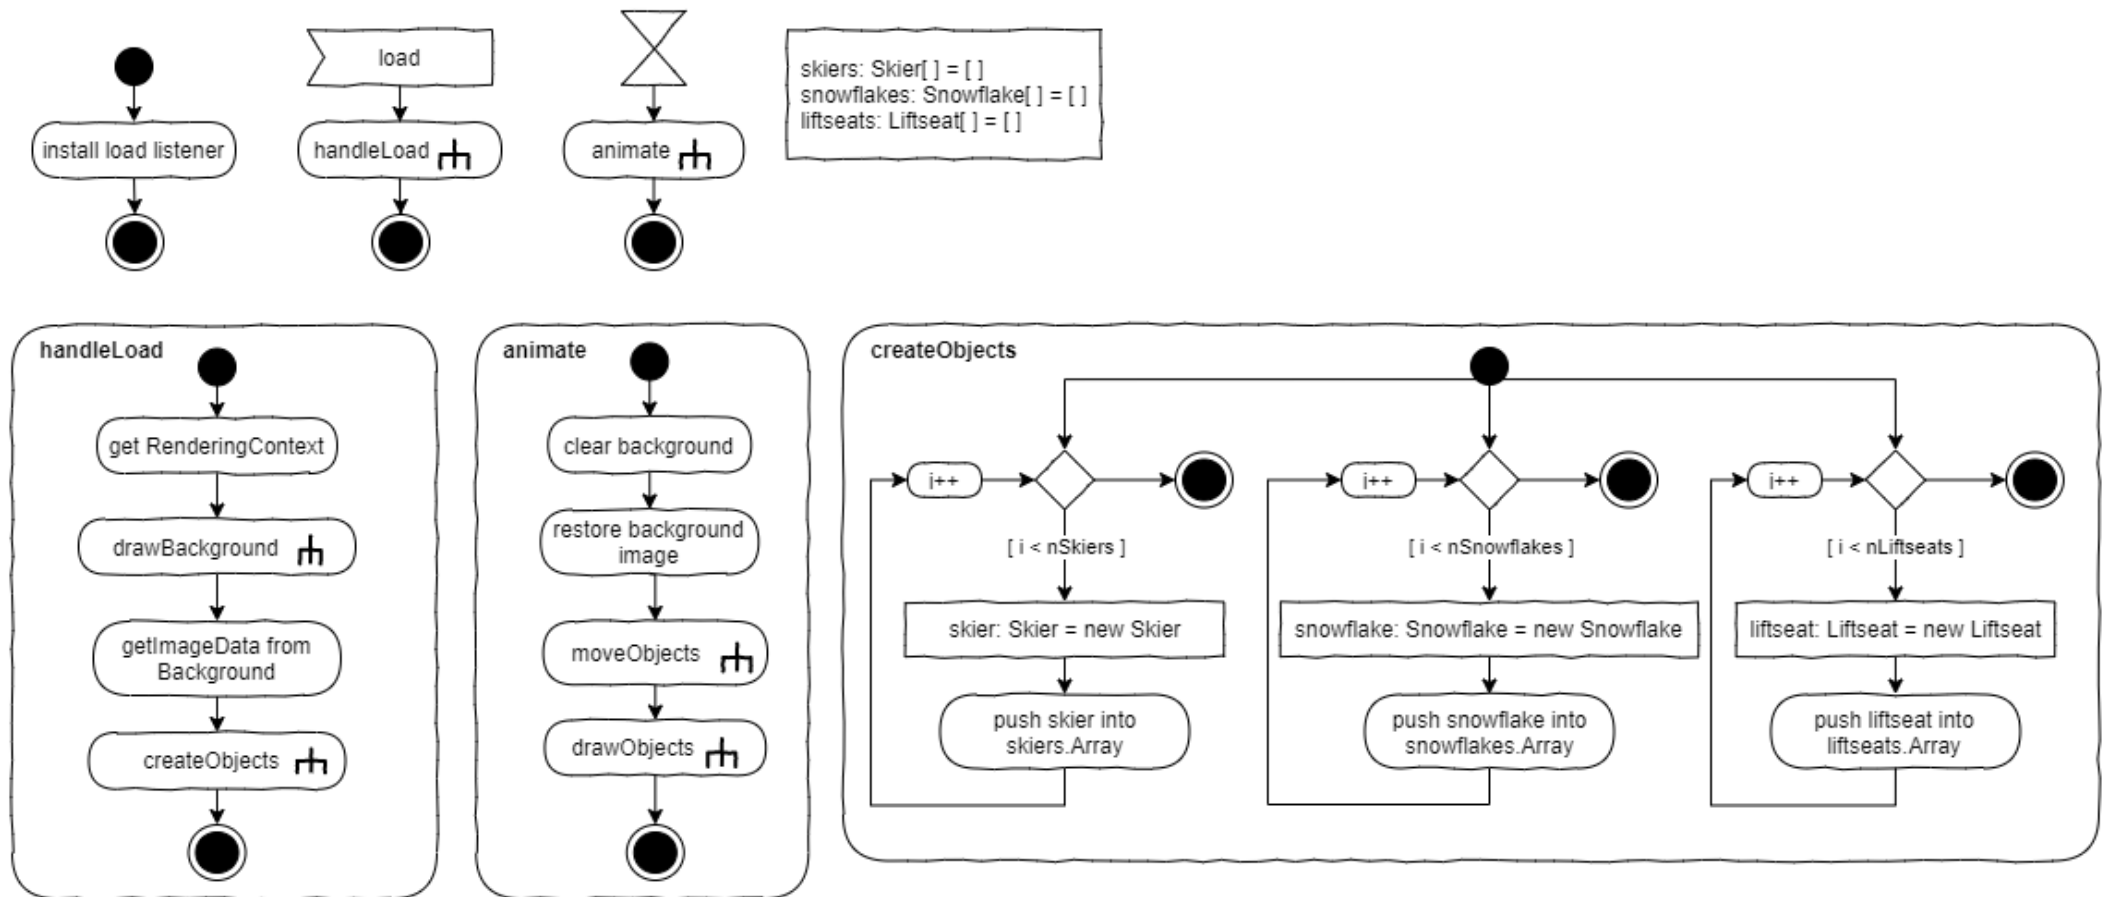 load
skiers: Skier[ ] = [ ]
snowflakes: Snowflake[ ] = [ ]
liftseats: Liftseat[ ] = [ ]
install load listener
handleLoad
animate
handleLoad
get RenderingContext
drawBackground
getImageData from
Background
createObjects
animate
clear background
restore background
image
moveObjects
drawObjects
createObjects
i++
[ i < nSkiers ]
skier: Skier = new Skier
push skier into
skiers.Array
i++
[ i < nSnowflakes ]
snowflake: Snowflake = new Snowflake
push snowflake into
snowflakes.Array
i++
[ i < nLiftseats ]
liftseat: Liftseat = new Liftseat
push liftseat into
liftseats.Array